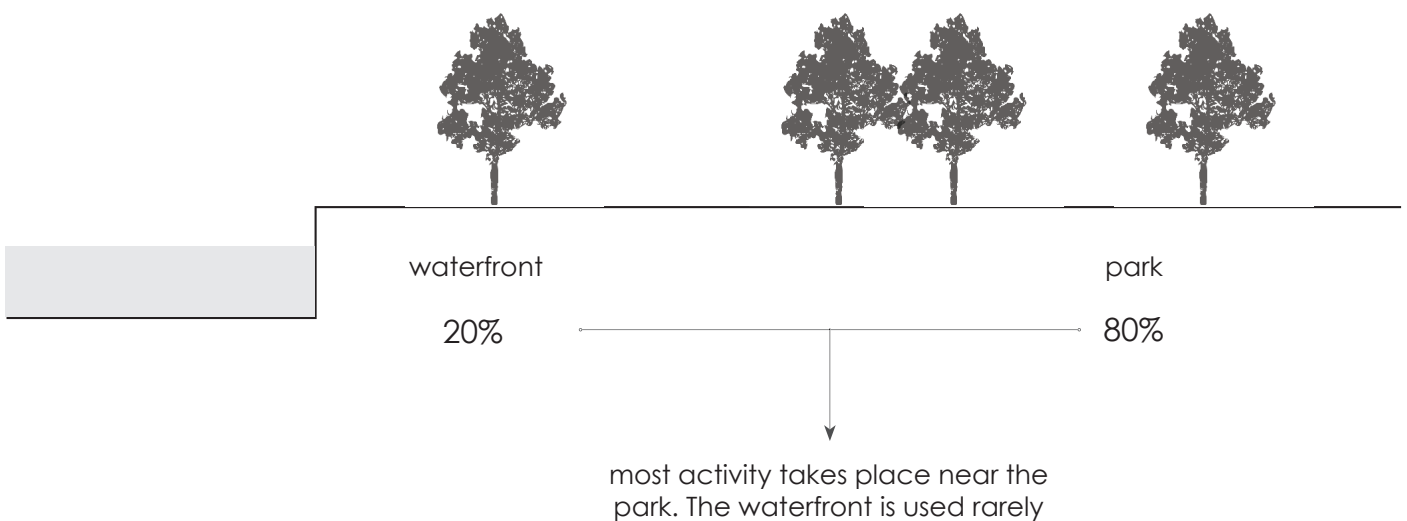 waterfront
park
20%
80%
most activity takes place near the
park. The waterfront is used rarely